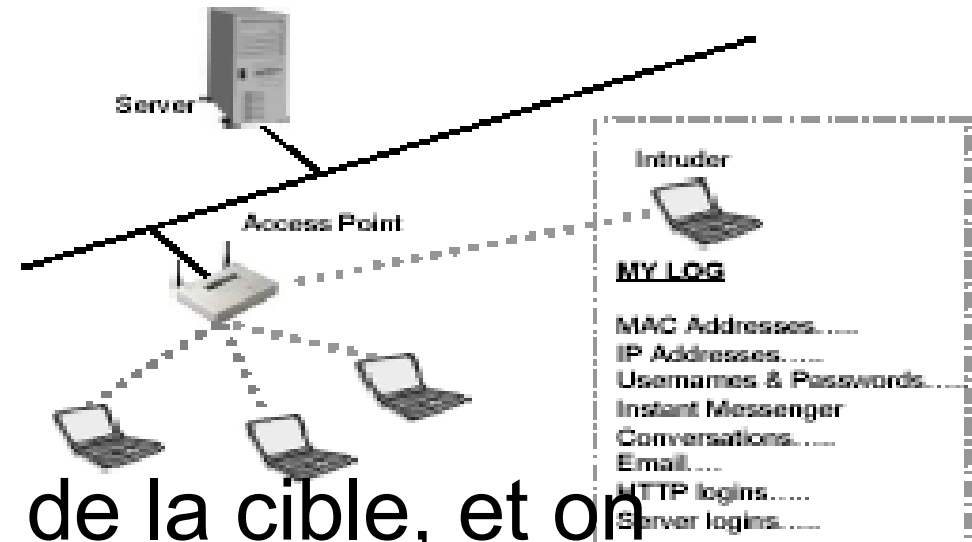 Server
Intruder
Access Point
MY LOG
MAC Addresses......
IP Addresses......
Usernames & Passwords......
Instant Messenger
Conversations......
Email.....
HTTP logins......
Server logins......
de la cible, et on